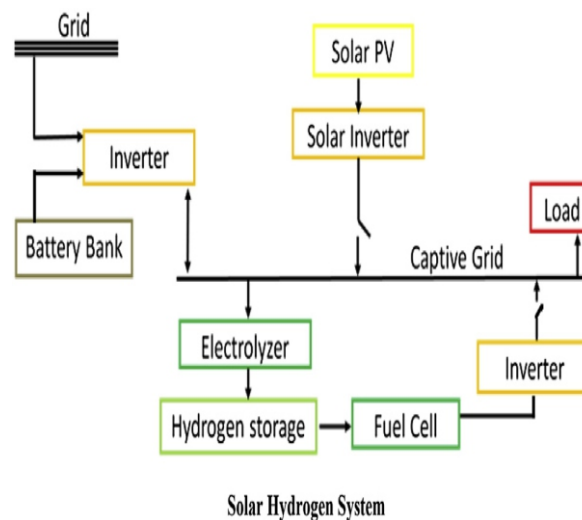 Grid
Solar PV
Inverter
Solar Inverter
Battery Bank
Load
Captive Grid
Electrolyzer
Inverter
Hydrogen storage
Fuel Cell
Solar Hydrogen System